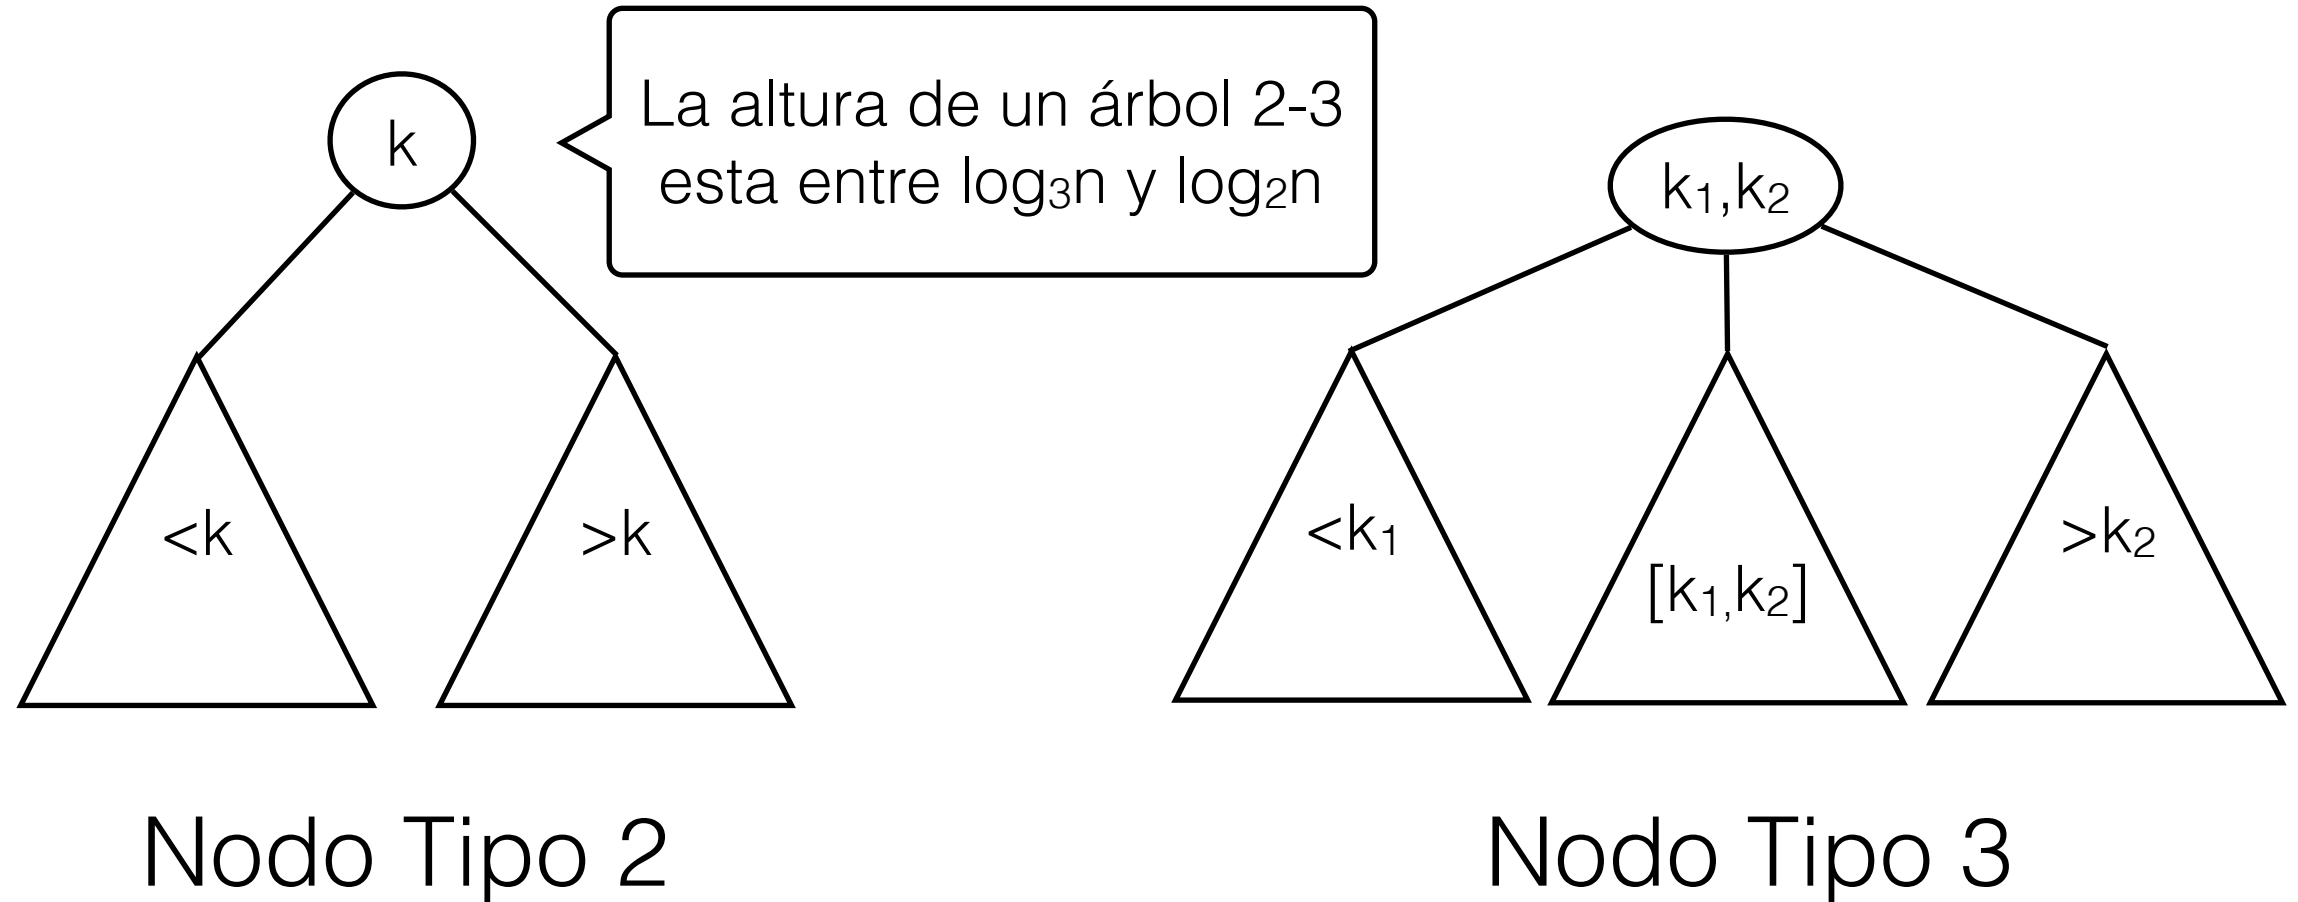 k
La altura de un árbol 2-3
esta entre log₃n y log₂n
k₁,k₂
<k
>k
<k₁
[k₁,k₂]
>k₂
Nodo Tipo 2
Nodo Tipo 3